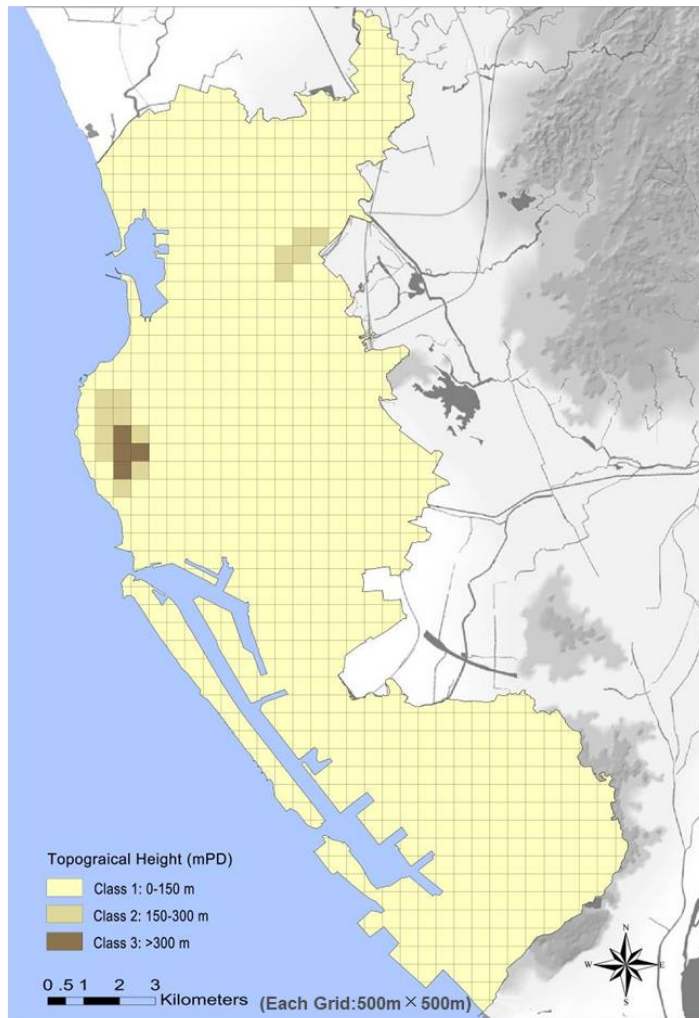 Topograical Height (mPD)
Class 1: 0-150 m
Class 2: 150-300 m
Class 3: >300 m
0 .5 1 2 3
Kilometers
(Each Grid:500m×500m)
N
W E
S